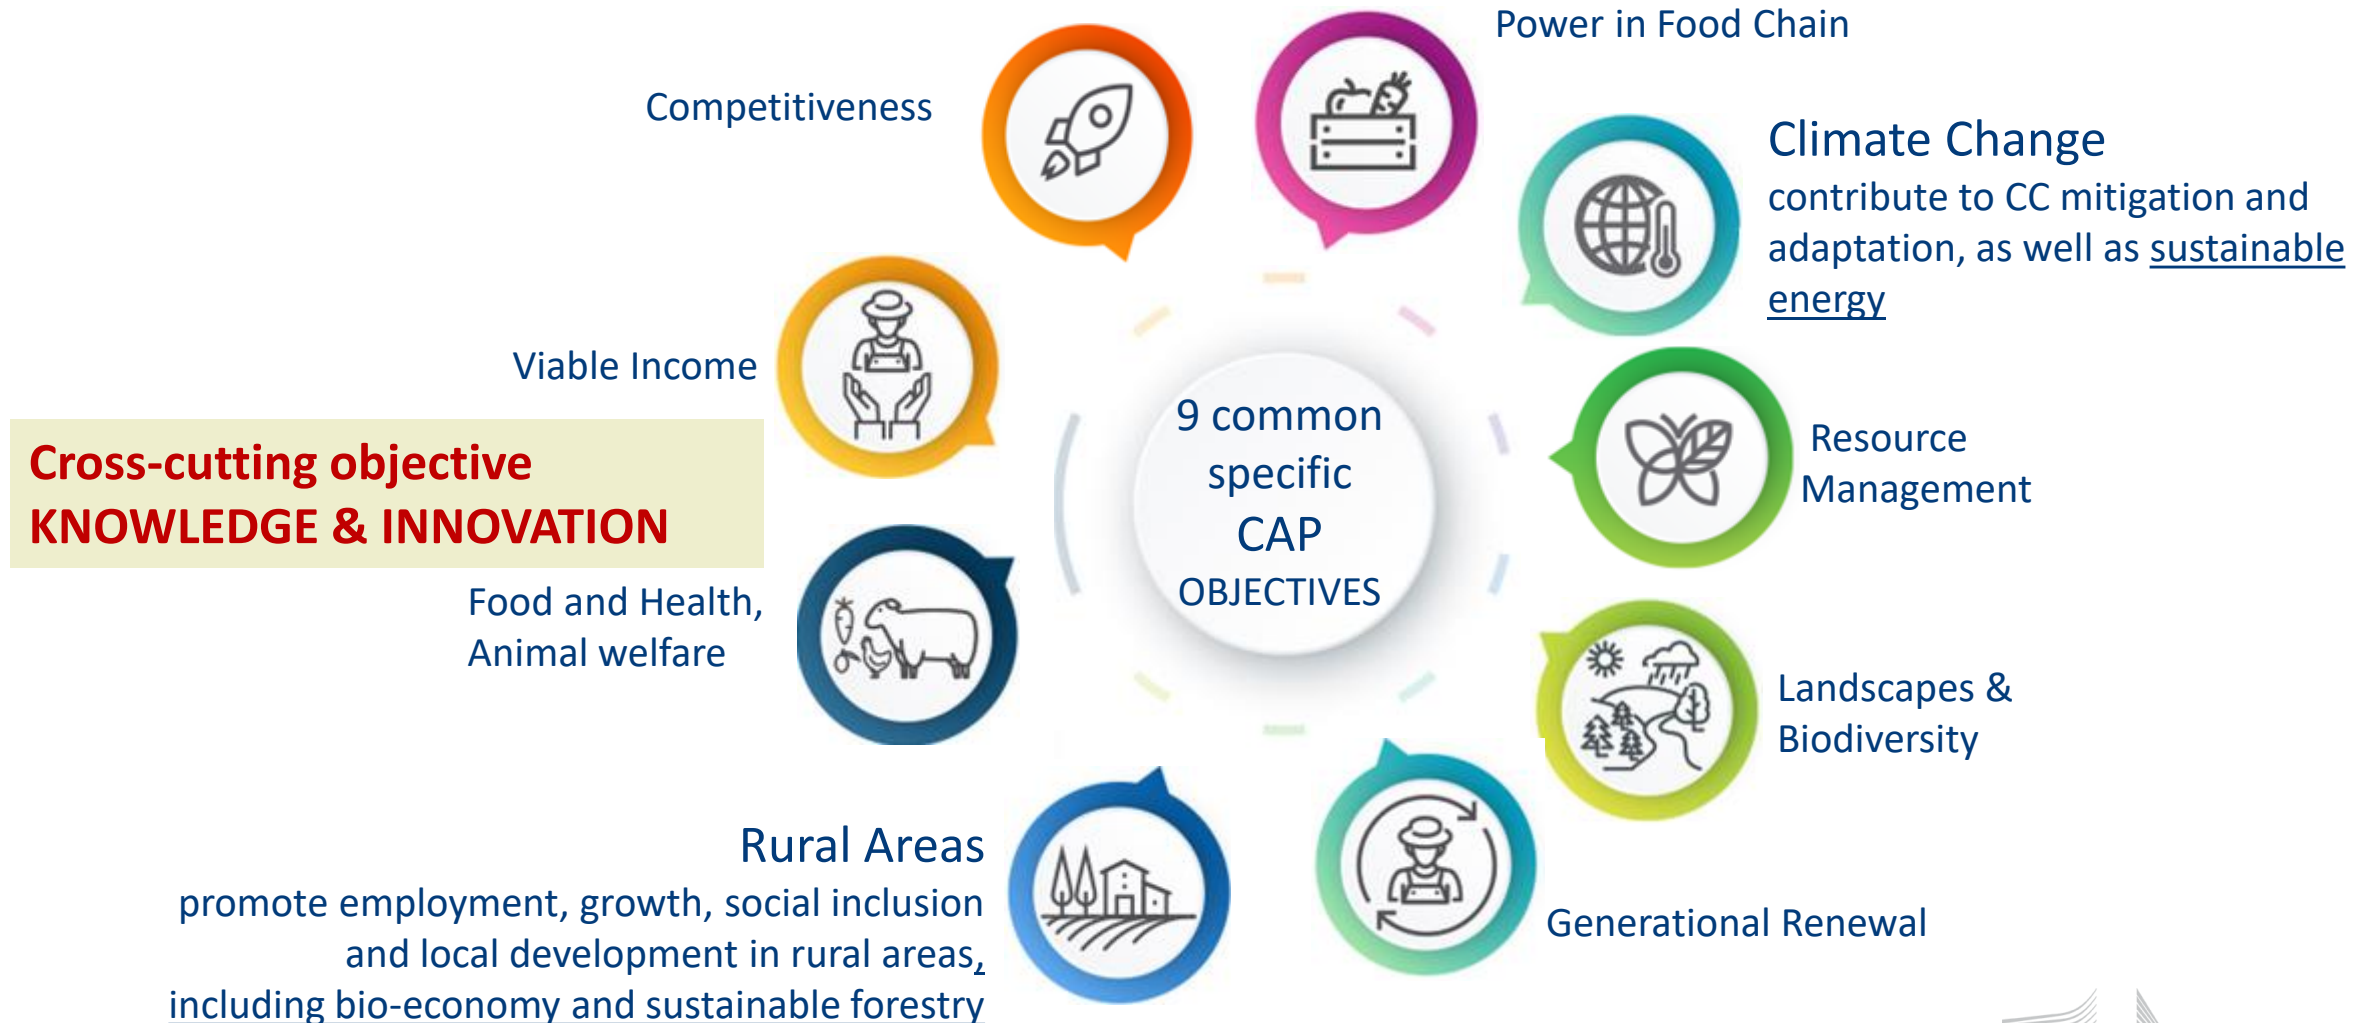 Power in Food Chain
Competitiveness
Climate Change
contribute to CC mitigation and
adaptation, as well as sustainable
energy
Viable Income
9 common
specific
CAP
OBJECTIVES
Resource
Management
Cross-cutting objective
KNOWLEDGE & INNOVATION
Food and Health,
Animal welfare
Landscapes &
Biodiversity
Rural Areas
promote employment, growth, social inclusion
and local development in rural areas,
including bio-economy and sustainable forestry
Generational Renewal